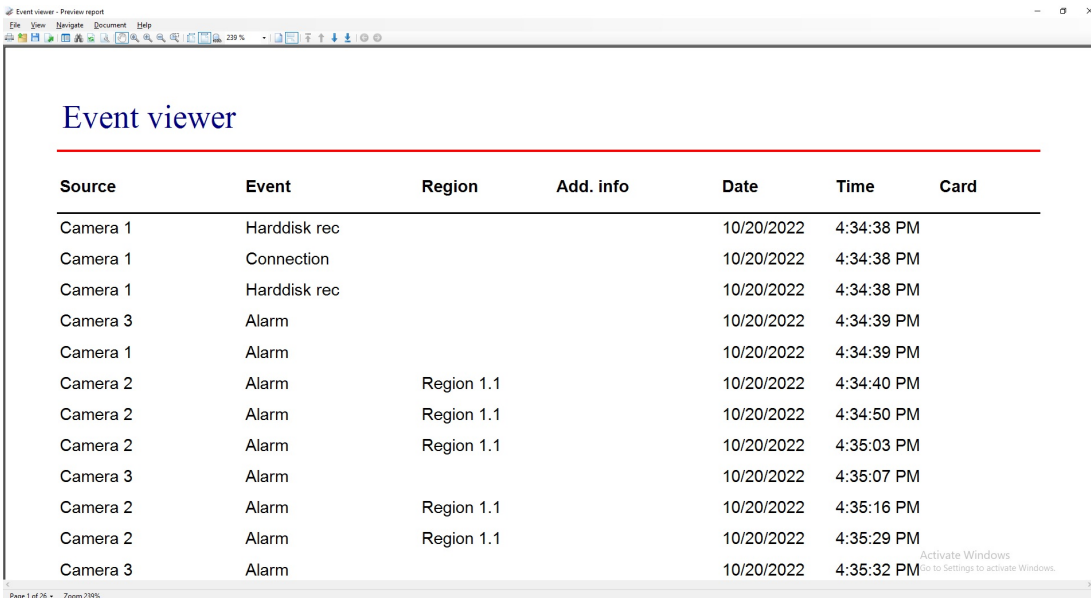 Event viewer - Preview report
File View Navigate Document Help
239 %
Event viewer
Source Event Region Add. info Date Time Card
Camera 1 Harddisk rec 10/20/2022 4:34:38 PM
Camera 1 Connection 10/20/2022 4:34:38 PM
Camera 1 Harddisk rec 10/20/2022 4:34:38 PM
Camera 3 Alarm 10/20/2022 4:34:39 PM
Camera 1 Alarm 10/20/2022 4:34:39 PM
Camera 2 Alarm Region 1.1 10/20/2022 4:34:40 PM
Camera 2 Alarm Region 1.1 10/20/2022 4:34:50 PM
Camera 2 Alarm Region 1.1 10/20/2022 4:35:03 PM
Camera 3 Alarm 10/20/2022 4:35:07 PM
Camera 2 Alarm Region 1.1 10/20/2022 4:35:16 PM
Camera 2 Alarm Region 1.1 10/20/2022 4:35:29 PM
Camera 3 Alarm 10/20/2022 4:35:32 PM
Activate Windows
Go to Settings to activate Windows.
Page 1 of 26 Zoom 239%